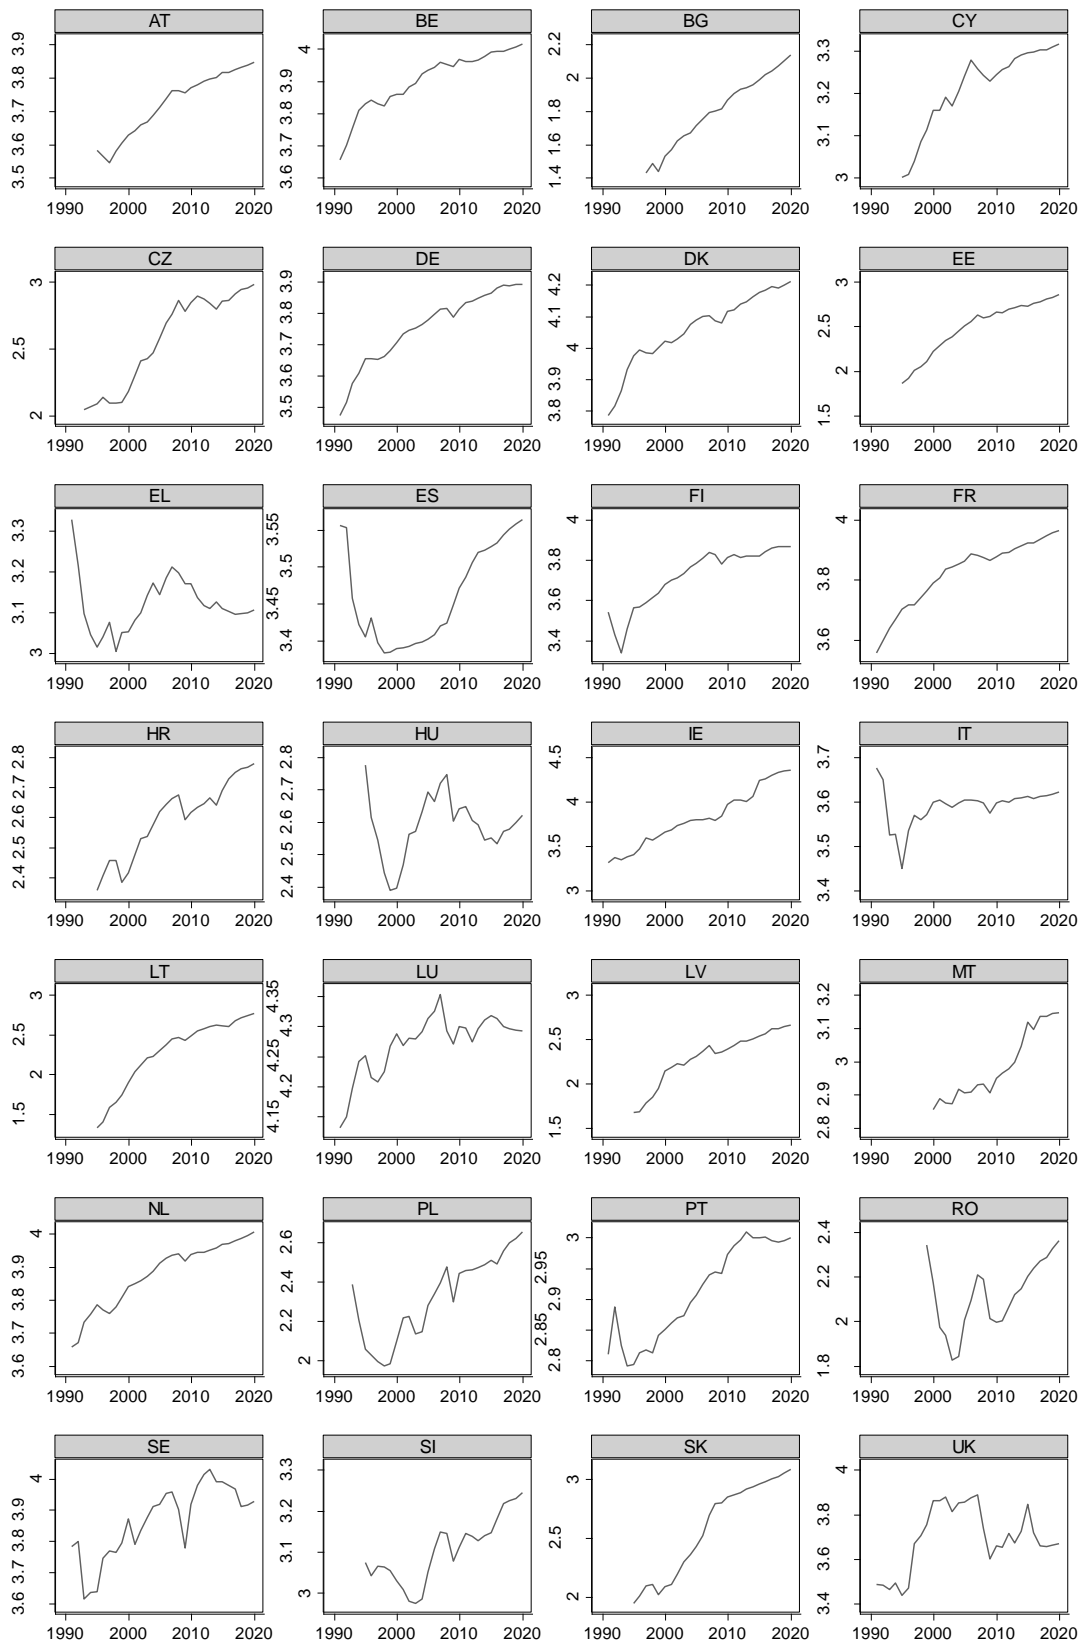 AT
3.5 3.6 3.7 3.8 3.9
1990 2000 2010 2020
BE
3.6 3.7 3.8 3.9 4
1990 2000 2010 2020
BG
1.4 1.6 1.8 2 2.2
1990 2000 2010 2020
CY
3 3.1 3.2 3.3
1990 2000 2010 2020
CZ
2 2.5 3
1990 2000 2010 2020
DE
3.5 3.6 3.7 3.8 3.9
1990 2000 2010 2020
DK
3.8 3.9 4 4.1 4.2
1990 2000 2010 2020
EE
1.5 2 2.5 3
1990 2000 2010 2020
EL
3 3.1 3.2 3.3
1990 2000 2010 2020
ES
3.4 3.45 3.5 3.55
1990 2000 2010 2020
FI
3.4 3.6 3.8 4
1990 2000 2010 2020
FR
3.6 3.8 4
1990 2000 2010 2020
HR
2.4 2.5 2.6 2.7 2.8
1990 2000 2010 2020
HU
2.4 2.5 2.6 2.7 2.8
1990 2000 2010 2020
IE
3 3.5 4 4.5
1990 2000 2010 2020
IT
3.4 3.5 3.6 3.7
1990 2000 2010 2020
LT
1.5 2 2.5 3
1990 2000 2010 2020
LU
4.15 4.2 4.25 4.3 4.35
1990 2000 2010 2020
LV
1.5 2 2.5 3
1990 2000 2010 2020
MT
2.8 2.9 3 3.1 3.2
1990 2000 2010 2020
NL
3.6 3.7 3.8 3.9 4
1990 2000 2010 2020
PL
2 2.2 2.4 2.6
1990 2000 2010 2020
PT
2.8 2.85 2.9 2.95 3
1990 2000 2010 2020
RO
1.8 2 2.2 2.4
1990 2000 2010 2020
SE
3.6 3.7 3.8 3.9 4
1990 2000 2010 2020
SI
3 3.1 3.2 3.3
1990 2000 2010 2020
SK
2 2.5 3
1990 2000 2010 2020
UK
3.4 3.6 3.8 4
1990 2000 2010 2020